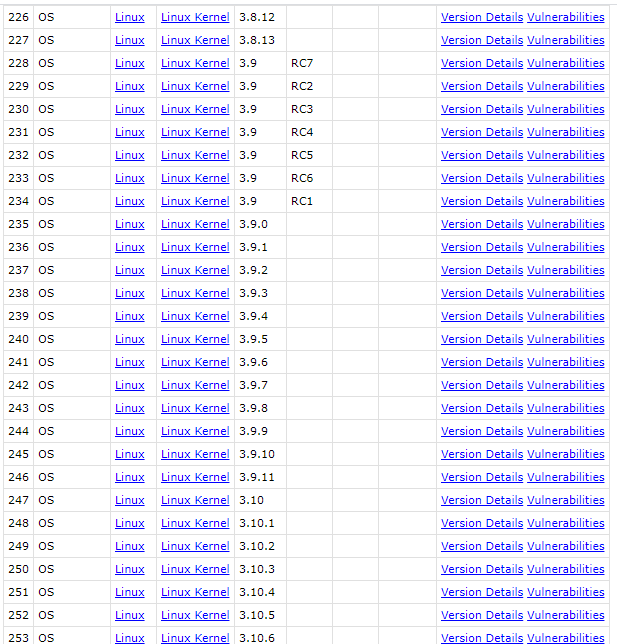 226 OS Linux Linux Kernel 3.8.12 Version Details Vulnerabilities
227 OS Linux Linux Kernel 3.8.13 Version Details Vulnerabilities
228 OS Linux Linux Kernel 3.9 RC7 Version Details Vulnerabilities
229 OS Linux Linux Kernel 3.9 RC2 Version Details Vulnerabilities
230 OS Linux Linux Kernel 3.9 RC3 Version Details Vulnerabilities
231 OS Linux Linux Kernel 3.9 RC4 Version Details Vulnerabilities
232 OS Linux Linux Kernel 3.9 RC5 Version Details Vulnerabilities
233 OS Linux Linux Kernel 3.9 RC6 Version Details Vulnerabilities
234 OS Linux Linux Kernel 3.9 RC1 Version Details Vulnerabilities
235 OS Linux Linux Kernel 3.9.0 Version Details Vulnerabilities
236 OS Linux Linux Kernel 3.9.1 Version Details Vulnerabilities
237 OS Linux Linux Kernel 3.9.2 Version Details Vulnerabilities
238 OS Linux Linux Kernel 3.9.3 Version Details Vulnerabilities
239 OS Linux Linux Kernel 3.9.4 Version Details Vulnerabilities
240 OS Linux Linux Kernel 3.9.5 Version Details Vulnerabilities
241 OS Linux Linux Kernel 3.9.6 Version Details Vulnerabilities
242 OS Linux Linux Kernel 3.9.7 Version Details Vulnerabilities
243 OS Linux Linux Kernel 3.9.8 Version Details Vulnerabilities
244 OS Linux Linux Kernel 3.9.9 Version Details Vulnerabilities
245 OS Linux Linux Kernel 3.9.10 Version Details Vulnerabilities
246 OS Linux Linux Kernel 3.9.11 Version Details Vulnerabilities
247 OS Linux Linux Kernel 3.10 Version Details Vulnerabilities
248 OS Linux Linux Kernel 3.10.1 Version Details Vulnerabilities
249 OS Linux Linux Kernel 3.10.2 Version Details Vulnerabilities
250 OS Linux Linux Kernel 3.10.3 Version Details Vulnerabilities
251 OS Linux Linux Kernel 3.10.4 Version Details Vulnerabilities
252 OS Linux Linux Kernel 3.10.5 Version Details Vulnerabilities
253 OS Linux Linux Kernel 3.10.6 Version Details Vulnerabilities